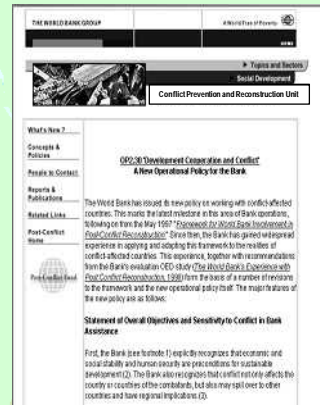 THE WORLD BANK GROUP
A World Free of Poverty
HOME
Topics and Sectors
Social Development
Conflict Prevention and Reconstruction Unit
What's New ?
Concepts &
Policies
People to Contact
Reports &
Publications
Related Links
Post-Conflict
Home
Post-Conflict Fund
OP2.30 "Development Cooperation and Conflict"
A New Operational Policy for the Bank
The World Bank has issued its new policy on working with conflict-affected
countries. This marks the latest milestone in this area of Bank operations,
following on from the May 1997 "Framework for World Bank Involvement in
Post-Conflict Reconstruction". Since then, the Bank has gained widespread
experience in applying and adapting this framework to the realities of
conflict-affected countries. This experience, together with recommendations
from the Bank's evaluation OED study (The World Bank's Experience with
Post Conflict Reconstruction, 1998) form the basis of a number of revisions
to the framework and the new operational policy itself. The major features of
the new policy are as follows:
Statement of Overall Objectives and Sensitivity to Conflict in Bank
Assistance
First, the Bank (see footnote 1) explicitly recognizes that economic and
social stability and human security are preconditions for sustainable
development (2). The Bank also recognizes that conflict not only affects the
country or countries of the combatants, but also may spill over to other
countries and have regional implications (3).